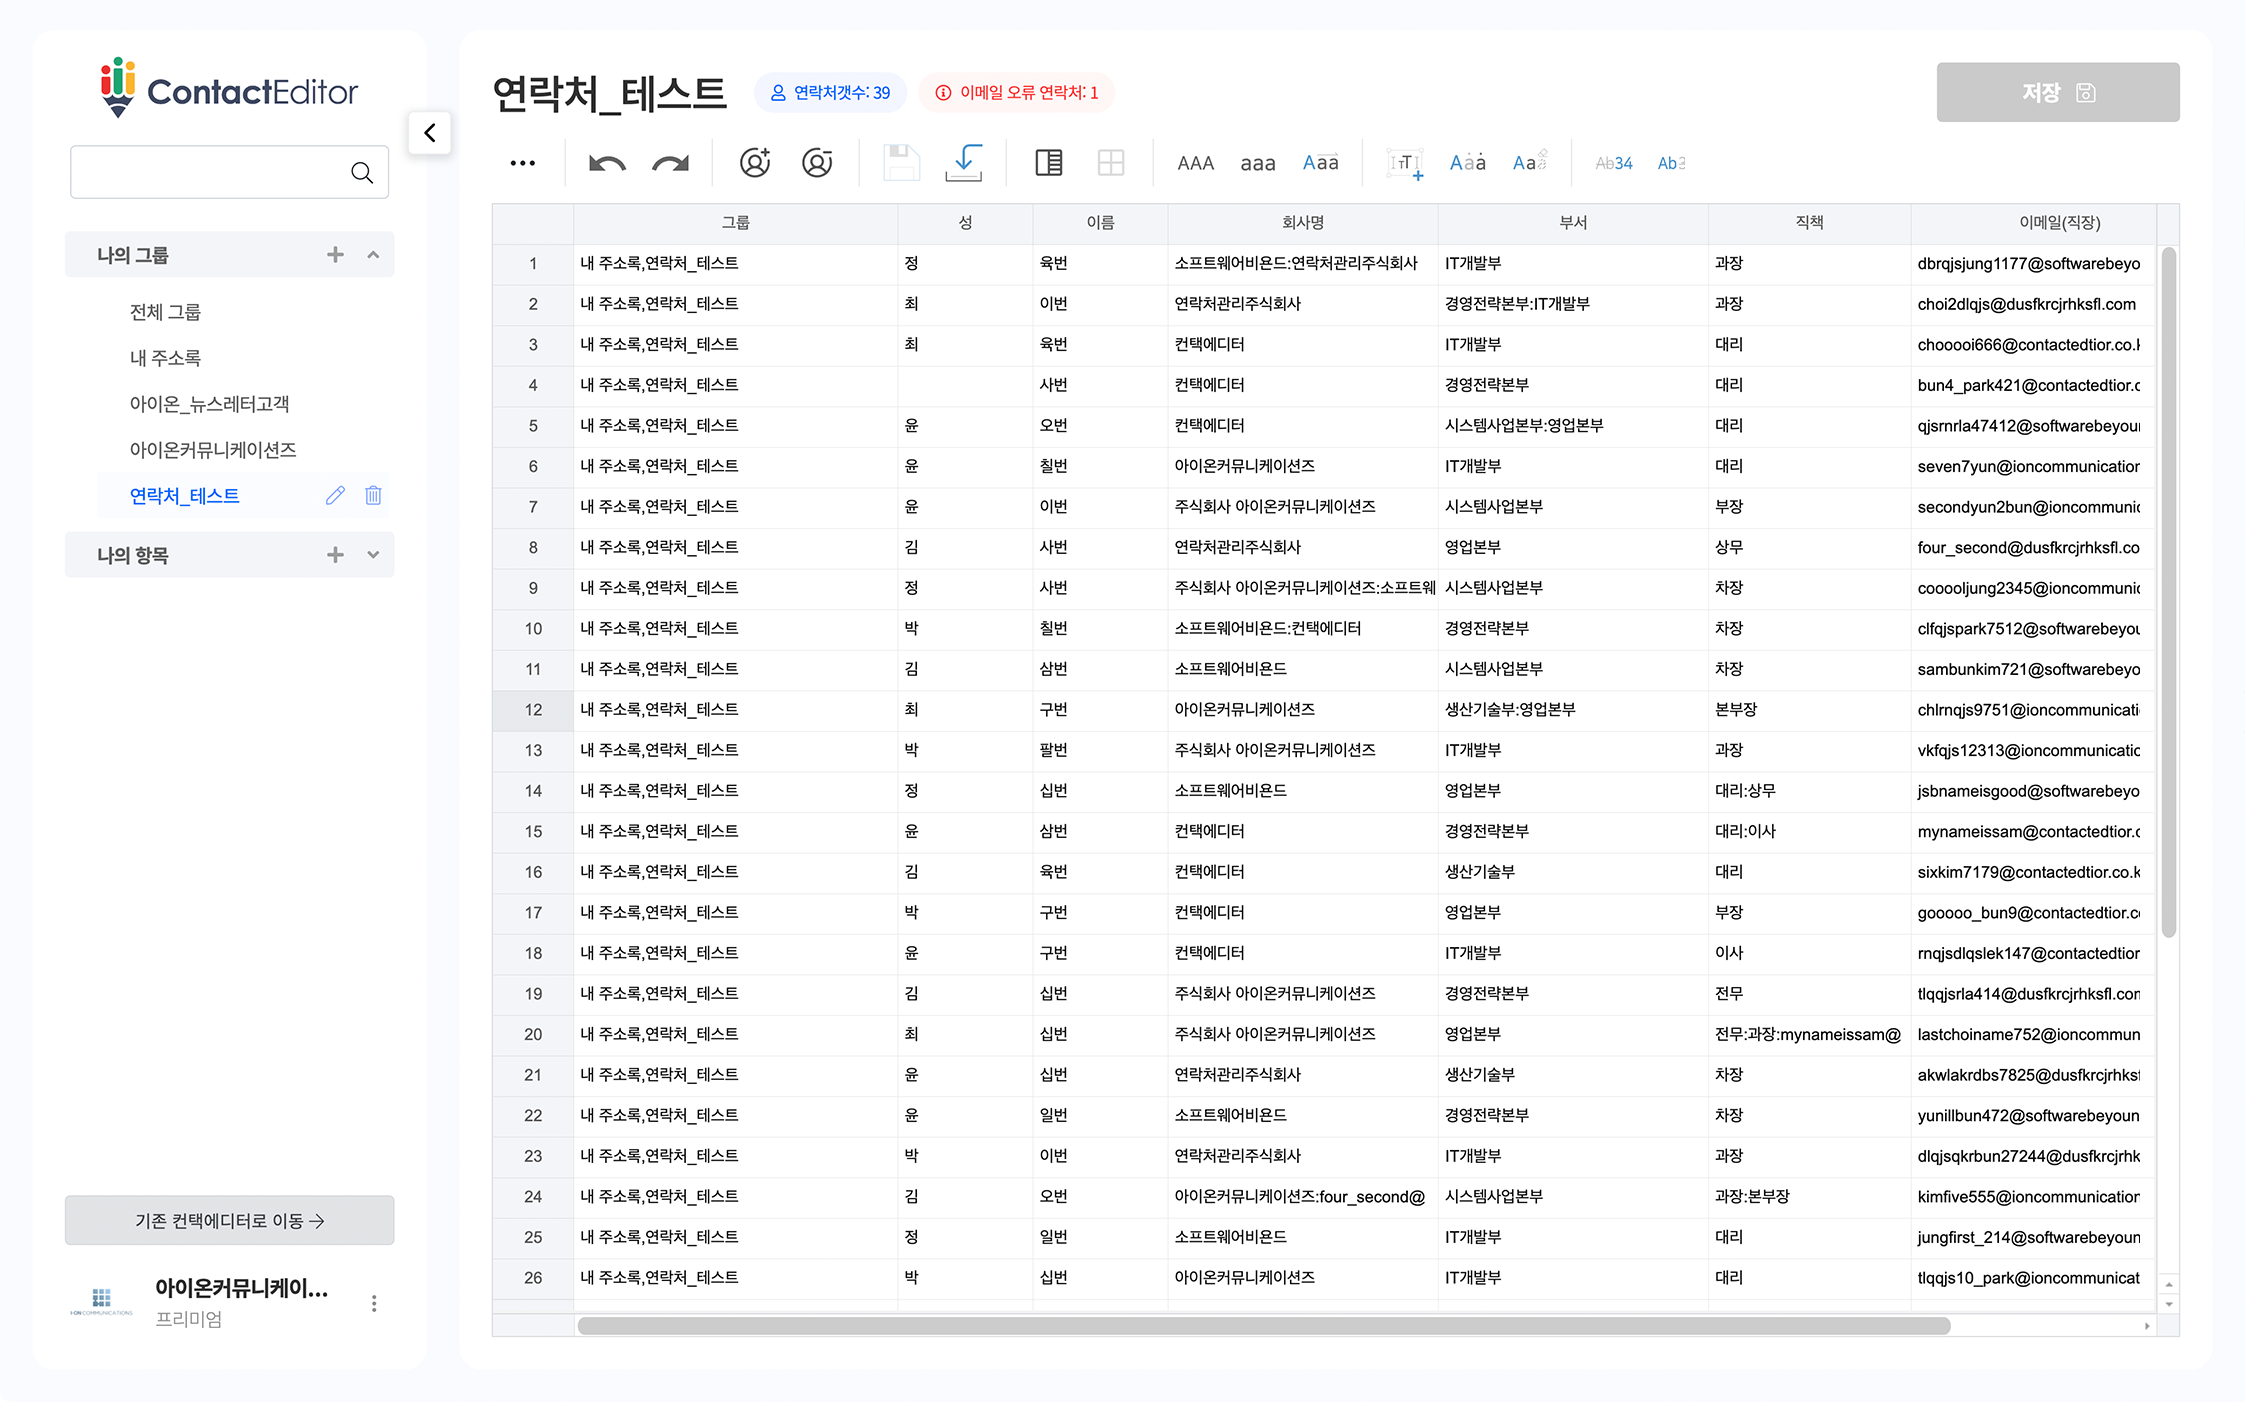 ContactEditor
나의 그룹
전체 그룹
내 주소록
아이온_뉴스레터고객
아이온커뮤니케이션즈
연락처_테스트
나의 항목
기존 컨택에디터로 이동
아이온커뮤니케이...
프리미엄
I-ON COMMUNICATIONS
연락처_테스트 연락처갯수: 39 이메일 오류 연락처: 1
저장
AAA aaa Aaa Aaa Aaa Ab34 Ab
그룹 성 이름 회사명 부서 직책 이메일(직장)
1 내 주소록,연락처_테스트 정 육번 소프트웨어비욘드:연락처관리주식회사 IT개발부 과장 dbrqjsjung1177@softwarebeyo
2 내 주소록,연락처_테스트 최 이번 연락처관리주식회사 경영전략본부:IT개발부 과장 choi2dlqjs@dusfkrcjrhksfl.com
3 내 주소록,연락처_테스트 최 육번 컨택에디터 IT개발부 대리 chooooi666@contactedtior.co.k
4 내 주소록,연락처_테스트 사번 컨택에디터 경영전략본부 대리 bun4_park421@contactedtior.c
5 내 주소록,연락처_테스트 윤 오번 컨택에디터 시스템사업본부:영업본부 대리 qjsrnrla47412@softwarebeyou
6 내 주소록,연락처_테스트 윤 칠번 아이온커뮤니케이션즈 IT개발부 대리 seven7yun@ioncommunication
7 내 주소록,연락처_테스트 윤 이번 주식회사 아이온커뮤니케이션즈 시스템사업본부 부장 secondyun2bun@ioncommunic
8 내 주소록,연락처_테스트 김 사번 연락처관리주식회사 영업본부 상무 four_second@dusfkrcjrhksfl.co
9 내 주소록,연락처_테스트 정 사번 주식회사 아이온커뮤니케이션즈:소프트웨 시스템사업본부 차장 cooooljung2345@ioncommunic
10 내 주소록,연락처_테스트 박 칠번 소프트웨어비욘드:컨택에디터 경영전략본부 차장 clfqjspark7512@softwarebeyou
11 내 주소록,연락처_테스트 김 삼번 소프트웨어비욘드 시스템사업본부 차장 sambunkim721@softwarebeyo
12 내 주소록,연락처_테스트 최 구번 아이온커뮤니케이션즈 생산기술부:영업본부 본부장 chlrnqjs9751@ioncommunicati
13 내 주소록,연락처_테스트 박 팔번 주식회사 아이온커뮤니케이션즈 IT개발부 과장 vkfqjs12313@ioncommunicatio
14 내 주소록,연락처_테스트 정 십번 소프트웨어비욘드 영업본부 대리:상무 jsbnameisgood@softwarebeyo
15 내 주소록,연락처_테스트 윤 삼번 컨택에디터 경영전략본부 대리:이사 mynameissam@contactedtior.c
16 내 주소록,연락처_테스트 김 육번 컨택에디터 생산기술부 대리 sixkim7179@contactedtior.co.k
17 내 주소록,연락처_테스트 박 구번 컨택에디터 영업본부 부장 gooooo_bun9@contactedtior.co
18 내 주소록,연락처_테스트 윤 구번 컨택에디터 IT개발부 이사 rnqjsdlqslek147@contactedtior
19 내 주소록,연락처_테스트 김 십번 주식회사 아이온커뮤니케이션즈 경영전략본부 전무 tlqqjsrla414@dusfkrcjrhksfl.com
20 내 주소록,연락처_테스트 최 십번 주식회사 아이온커뮤니케이션즈 영업본부 전무:과장:mynameissam@ lastchoiname752@ioncommun
21 내 주소록,연락처_테스트 윤 십번 연락처관리주식회사 생산기술부 차장 akwlakrdbs7825@dusfkrcjrhksf
22 내 주소록,연락처_테스트 윤 일번 소프트웨어비욘드 경영전략본부 차장 yunillbun472@softwarebeyoun
23 내 주소록,연락처_테스트 박 이번 연락처관리주식회사 IT개발부 과장 dlqjsqkrbun27244@dusfkrcjrhk
24 내 주소록,연락처_테스트 김 오번 아이온커뮤니케이션즈:four_second@ 시스템사업본부 과장:본부장 kimfive555@ioncommunication
25 내 주소록,연락처_테스트 정 일번 소프트웨어비욘드 IT개발부 대리 jungfirst_214@softwarebeyoun
26 내 주소록,연락처_테스트 박 십번 아이온커뮤니케이션즈 IT개발부 대리 tlqqjs10_park@ioncommunicat